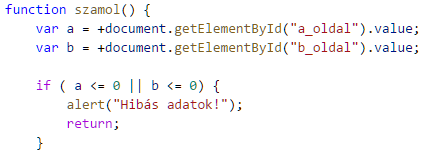 function szamol() {
    var a = +document.getElementById("a_oldal").value;
    var b = +document.getElementById("b_oldal").value;

    if ( a <= 0 || b <= 0) {
        alert("Hibás adatok!");
        return;
    }